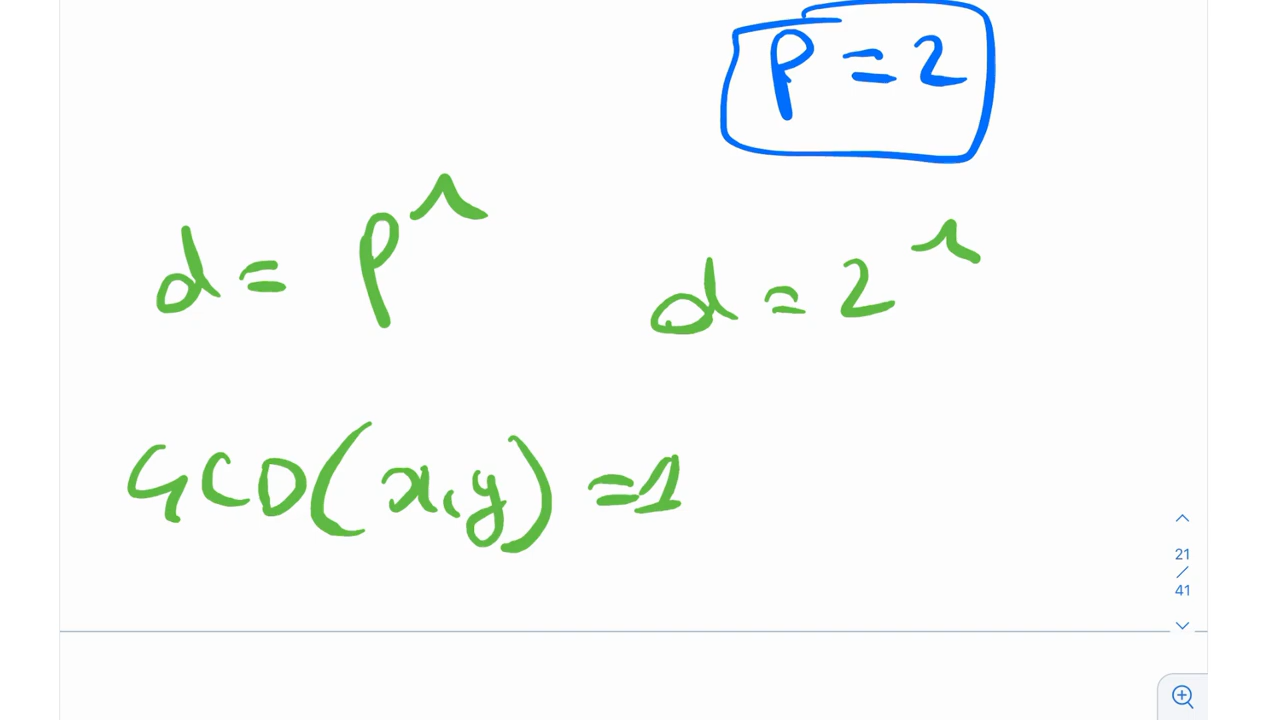 P = 2
d = p^r
d = 2^r
GCD(x,y) = 1
21
/
41